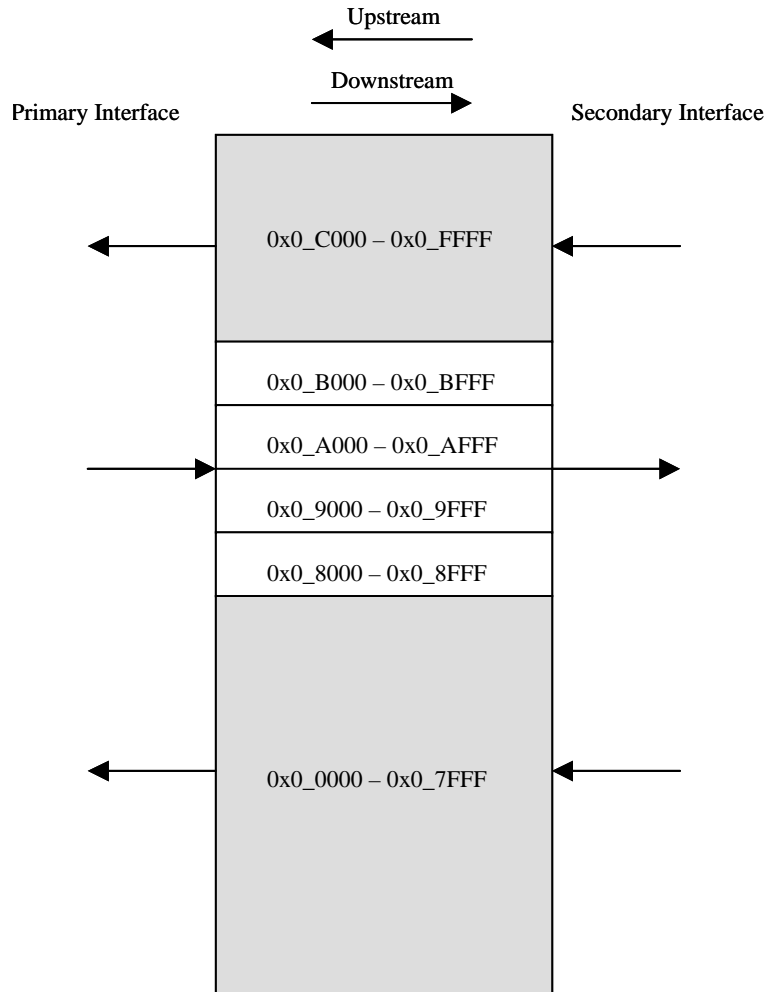 Upstream
Downstream
Primary Interface
Secondary Interface
0x0_C000 – 0x0_FFFF
0x0_B000 – 0x0_BFFF
0x0_A000 – 0x0_AFFF
0x0_9000 – 0x0_9FFF
0x0_8000 – 0x0_8FFF
0x0_0000 – 0x0_7FFF